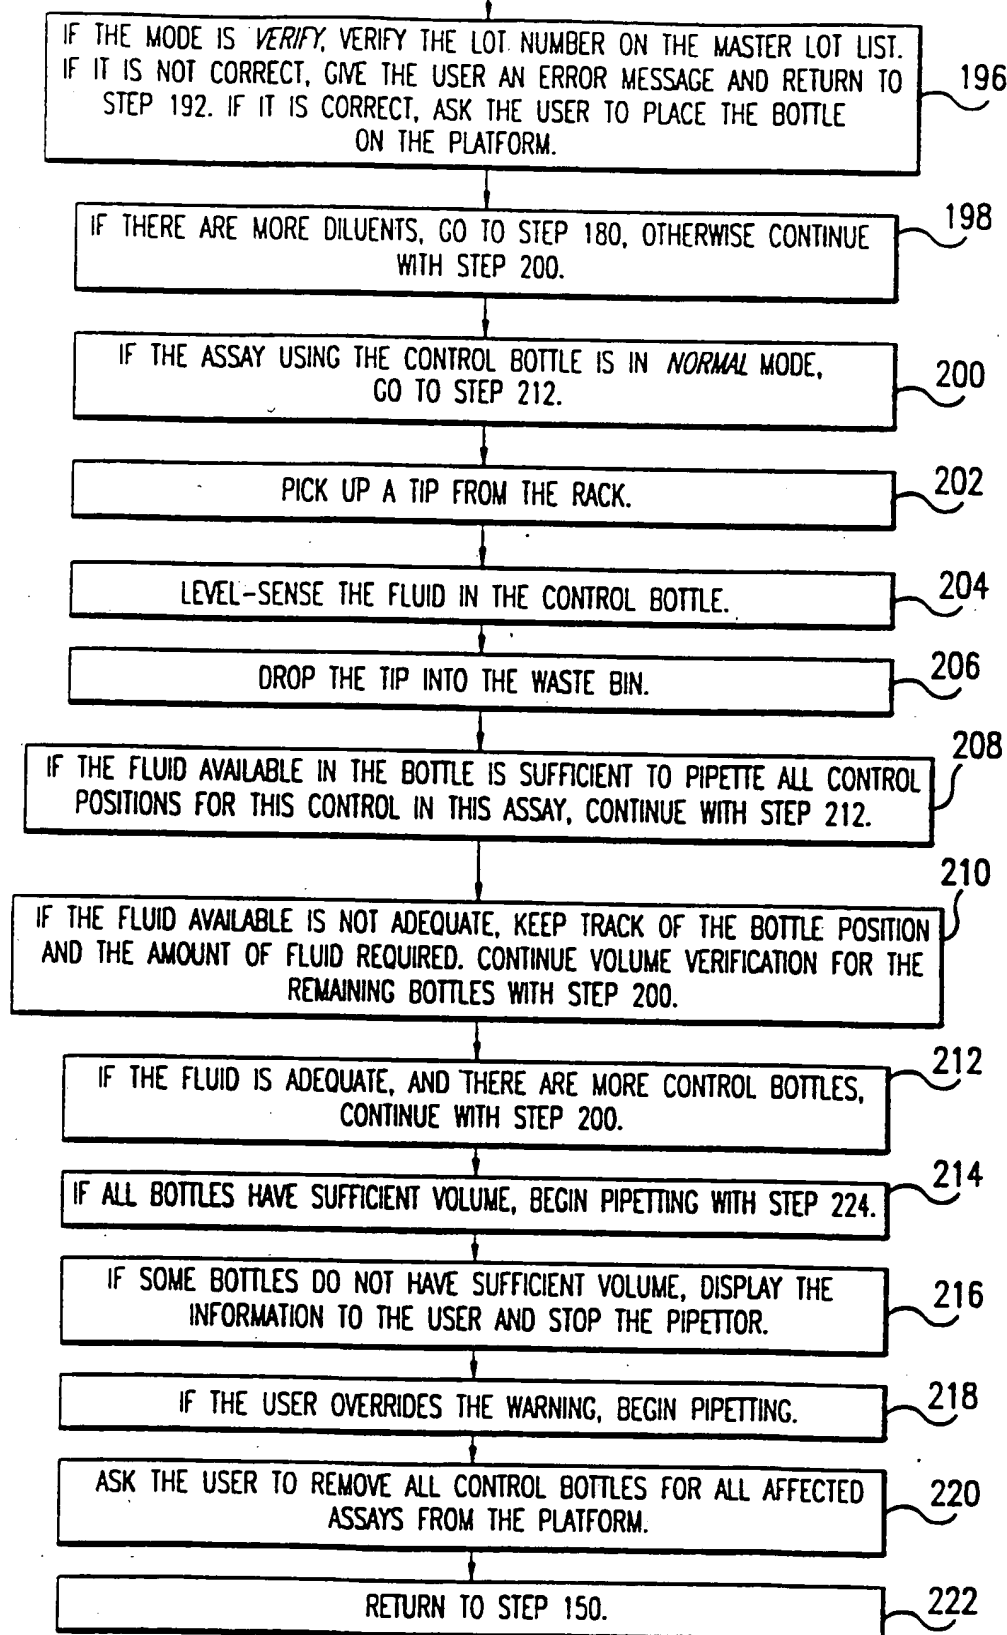 IF THE MODE IS VERIFY, VERIFY THE LOT NUMBER ON THE MASTER LOT LIST.
IF IT IS NOT CORRECT, GIVE THE USER AN ERROR MESSAGE AND RETURN TO
STEP 192. IF IT IS CORRECT, ASK THE USER TO PLACE THE BOTTLE
ON THE PLATFORM.
196
IF THERE ARE MORE DILUENTS, GO TO STEP 180, OTHERWISE CONTINUE
WITH STEP 200.
198
IF THE ASSAY USING THE CONTROL BOTTLE IS IN NORMAL MODE,
GO TO STEP 212.
200
PICK UP A TIP FROM THE RACK.
202
LEVEL-SENSE THE FLUID IN THE CONTROL BOTTLE.
204
DROP THE TIP INTO THE WASTE BIN.
206
IF THE FLUID AVAILABLE IN THE BOTTLE IS SUFFICIENT TO PIPETTE ALL CONTROL
POSITIONS FOR THIS CONTROL IN THIS ASSAY, CONTINUE WITH STEP 212.
208
IF THE FLUID AVAILABLE IS NOT ADEQUATE, KEEP TRACK OF THE BOTTLE POSITION
AND THE AMOUNT OF FLUID REQUIRED. CONTINUE VOLUME VERIFICATION FOR THE
REMAINING BOTTLES WITH STEP 200.
210
IF THE FLUID IS ADEQUATE, AND THERE ARE MORE CONTROL BOTTLES,
CONTINUE WITH STEP 200.
212
IF ALL BOTTLES HAVE SUFFICIENT VOLUME, BEGIN PIPETTING WITH STEP 224.
214
IF SOME BOTTLES DO NOT HAVE SUFFICIENT VOLUME, DISPLAY THE
INFORMATION TO THE USER AND STOP THE PIPETTOR.
216
IF THE USER OVERRIDES THE WARNING, BEGIN PIPETTING.
218
ASK THE USER TO REMOVE ALL CONTROL BOTTLES FOR ALL AFFECTED
ASSAYS FROM THE PLATFORM.
220
RETURN TO STEP 150.
222